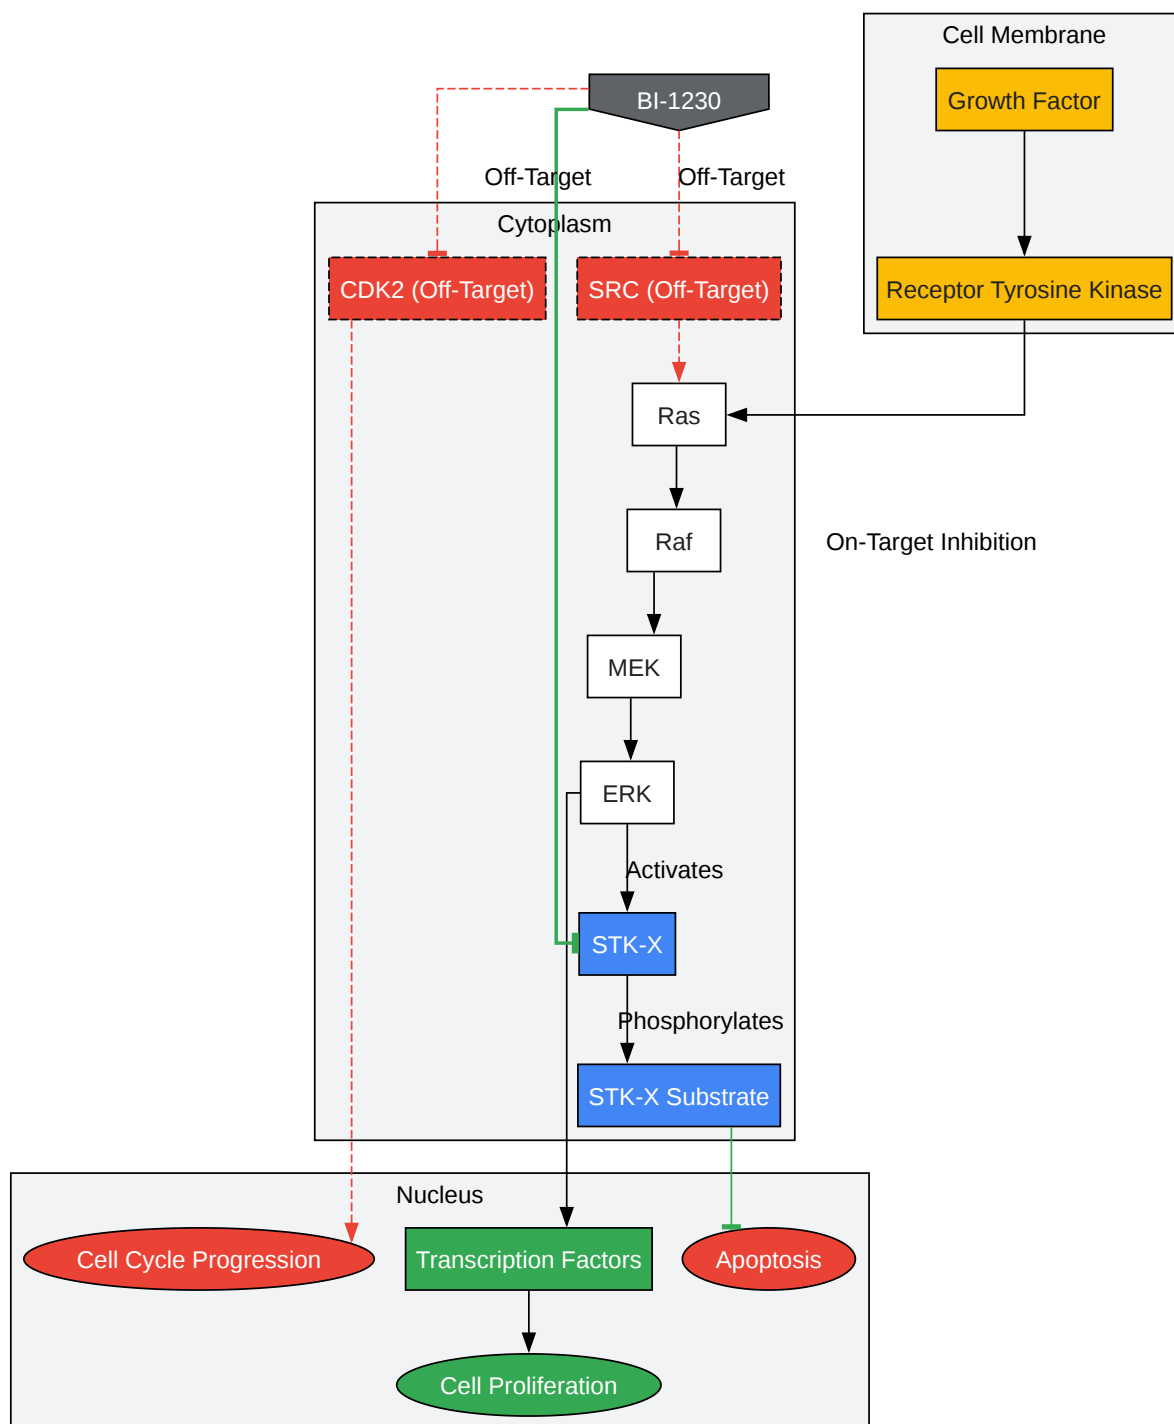 Cell Membrane
BI-1230
Growth Factor
Off-Target
Off-Target
Cytoplasm
CDK2 (Off-Target)
SRC (Off-Target)
Receptor Tyrosine Kinase
Ras
Raf
On-Target Inhibition
MEK
ERK
Activates
STK-X
Phosphorylates
STK-X Substrate
Nucleus
Cell Cycle Progression
Transcription Factors
Apoptosis
Cell Proliferation